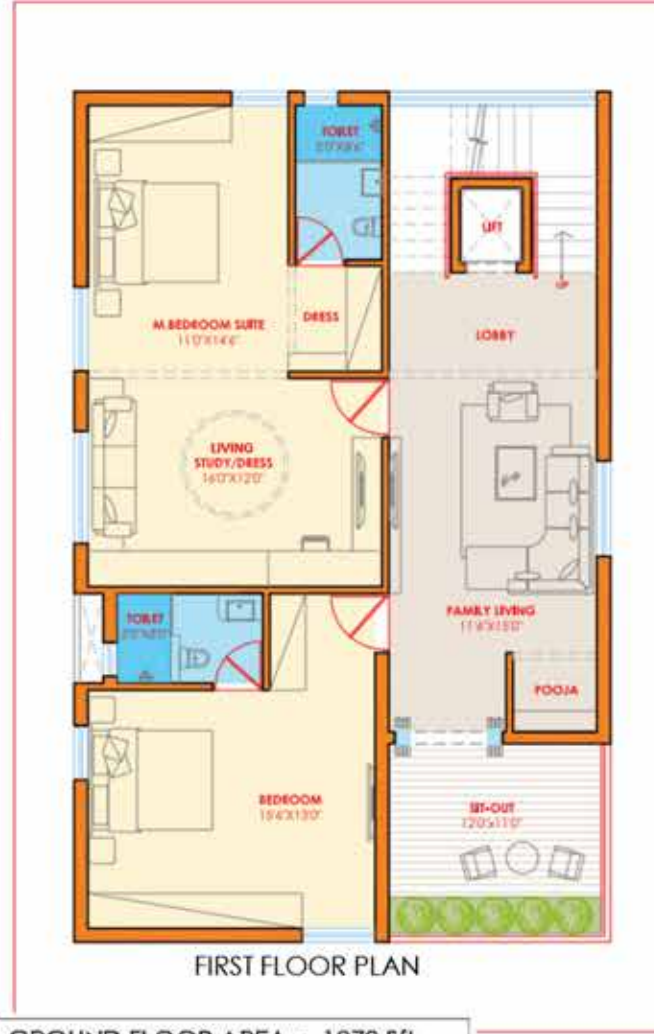 TOILET
LIFT
UP
DRESS
M.BEDROOM SUITE
11'0"X14'6"
LOBBY
LIVING
STUDY/DRESS
16'0"X12'0"
TOILET
FAMILY LIVING
11'6"X15'0"
POOJA
BEDROOM
15'6"X13'0"
SIT-OUT
12'0"x11'0"
FIRST FLOOR PLAN